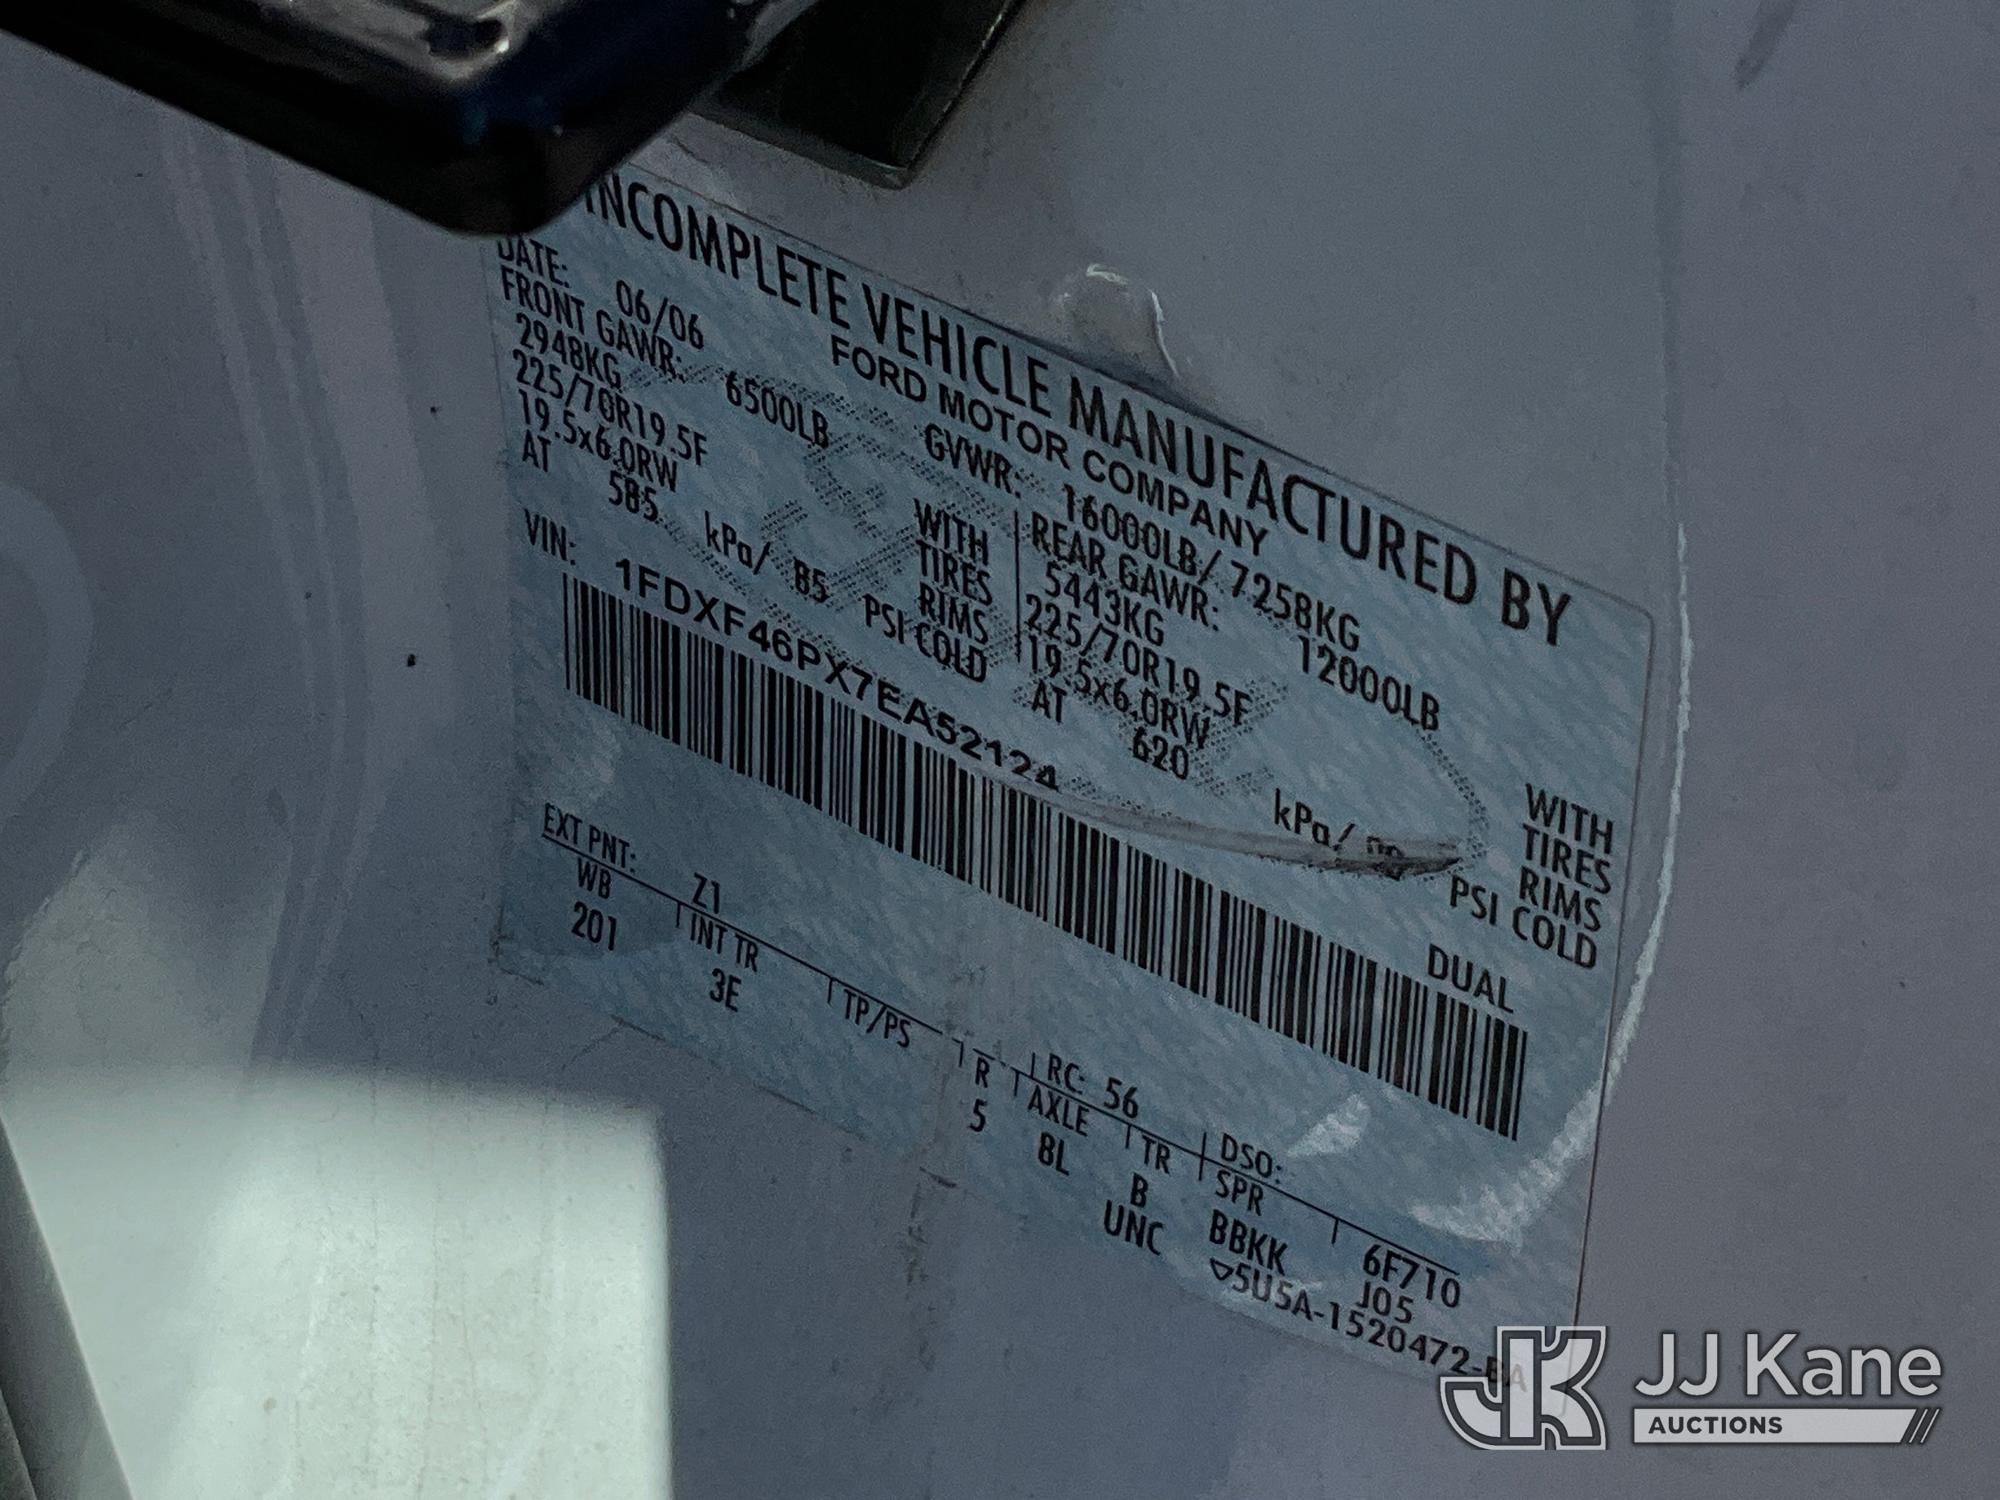 INCOMPLETE VEHICLE MANUFACTURED BY
FORD MOTOR COMPANY
DATE: 06/06 GVWR: 16000LB/ 7258KG
FRONT GAWR: 6500LB REAR GAWR: 12000LB
2948KG WITH 5443KG WITH
225/70R19.5F TIRES 225/70R19.5F TIRES
19.5x6.0RW RIMS 19.5x6.0RW RIMS
AT 585 kPa/ 85 PSI COLD AT 620 kPa/ PSI COLD
VIN: 1FDXF46PX7EA52124 DUAL
EXT PNT: Z1 RC: 56 DSO:
WB INT TR TP/PS R AXLE TR SPR 6F710
201 3E 5 8L B BBKK J05
UNC ▽5U5A-1520472-BA
JK JJ Kane
AUCTIONS